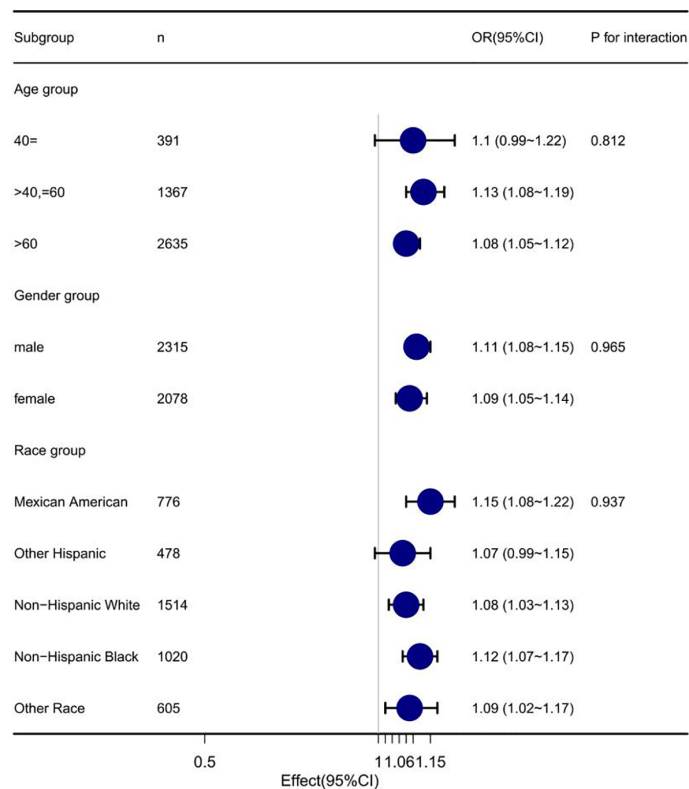 Subgroup n OR(95%CI) P for interaction
Age group
40= 391 1.1 (0.99~1.22) 0.812
>40,=60 1367 1.13 (1.08~1.19)
>60 2635 1.08 (1.05~1.12)
Gender group
male 2315 1.11 (1.08~1.15) 0.965
female 2078 1.09 (1.05~1.14)
Race group
Mexican American 776 1.15 (1.08~1.22) 0.937
Other Hispanic 478 1.07 (0.99~1.15)
Non−Hispanic White 1514 1.08 (1.03~1.13)
Non−Hispanic Black 1020 1.12 (1.07~1.17)
Other Race 605 1.09 (1.02~1.17)
0.5 11.061.15
Effect(95%CI)